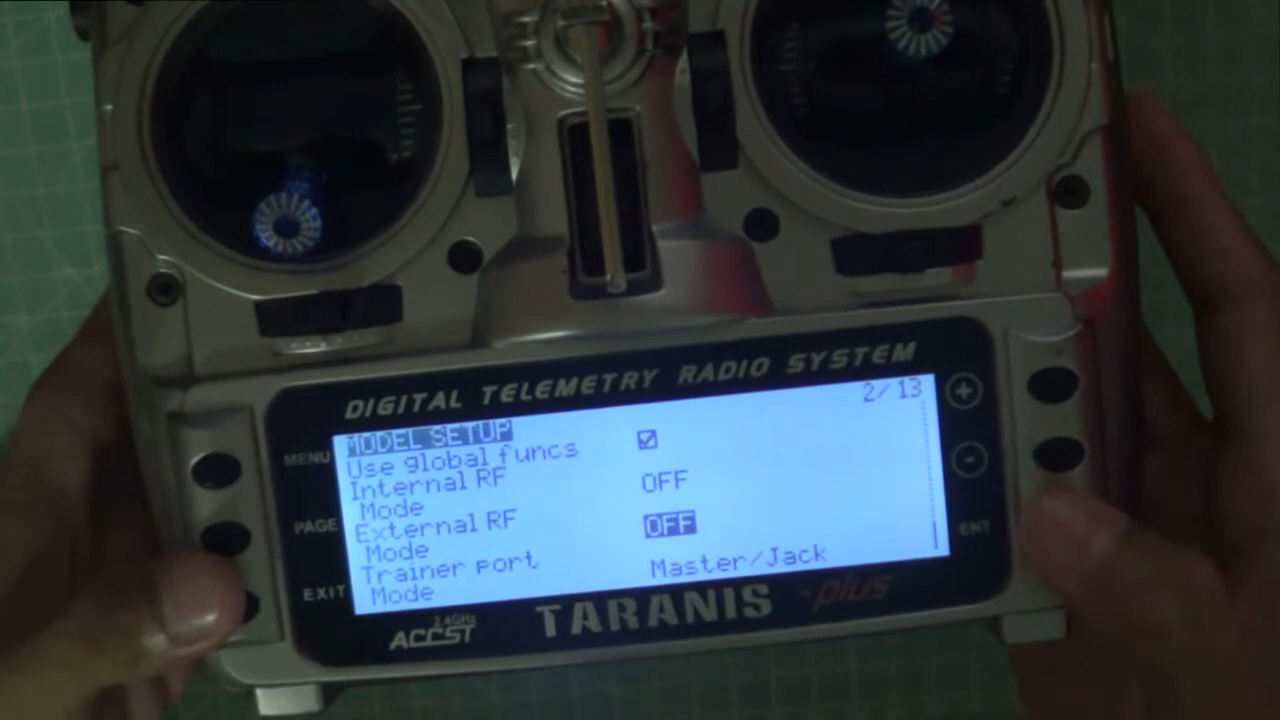 DIGITAL TELEMETRY RADIO SYSTEM
2/13
MODEL SETUP
Use global funcs
Internal RF
Mode OFF
External RF
Mode OFF
Trainer port
Mode Master/Jack
MENU
PAGE
EXIT
+
-
ENT
2.4GHz
ACCST
TARANIS -plus